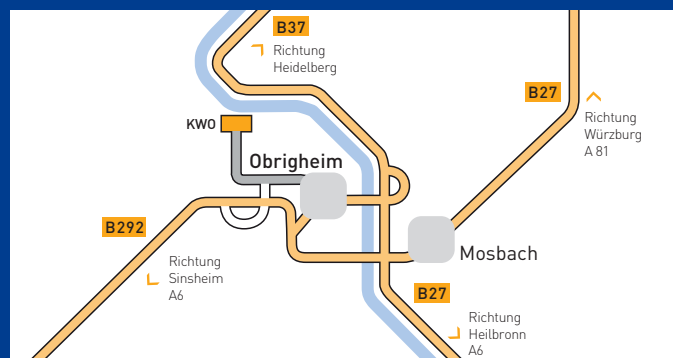 B37
Richtung
Heidelberg
B27
Richtung
Würzburg
A 81
KWO
Obrigheim
B292
Richtung
Sinsheim
A6
Mosbach
B27
Richtung
Heilbronn
A6